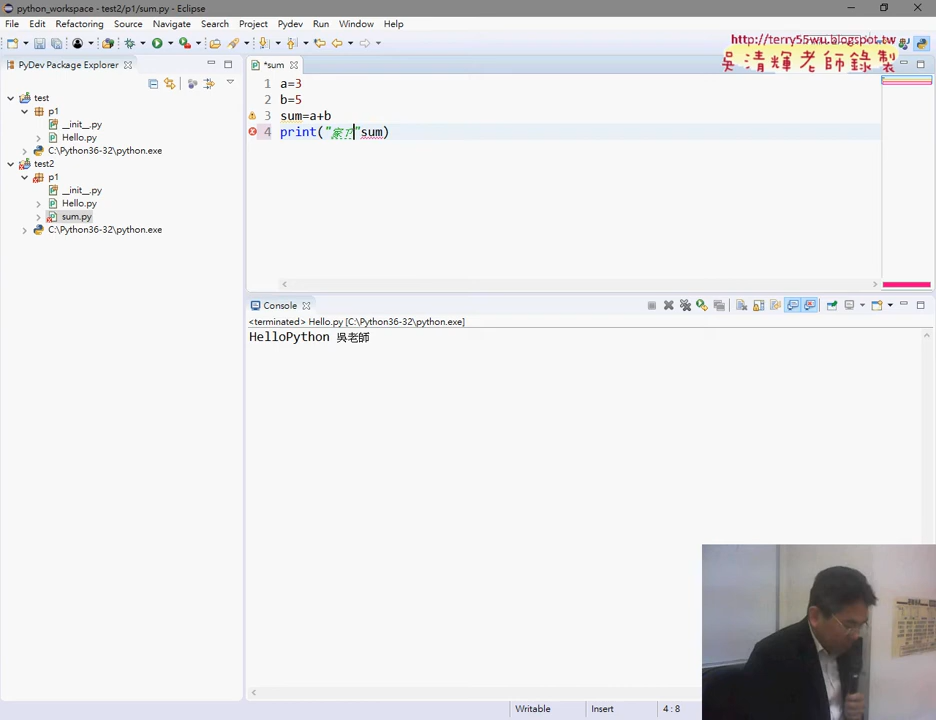 python_workspace - test2/p1/sum.py - Eclipse
File Edit Refactoring Source Navigate Search Project Pydev Run Window Help
http://terry55wu.blogspot.tw
吳清輝老師錄製
PyDev Package Explorer
*sum
test
p1
__init__.py
Hello.py
C:\Python36-32\python.exe
test2
p1
__init__.py
Hello.py
sum.py
C:\Python36-32\python.exe
1 a=3
2 b=5
3 sum=a+b
4 print(" "sum)
Console
<terminated> Hello.py [C:\Python36-32\python.exe]
HelloPython 吳老師
Writable Insert 4:8